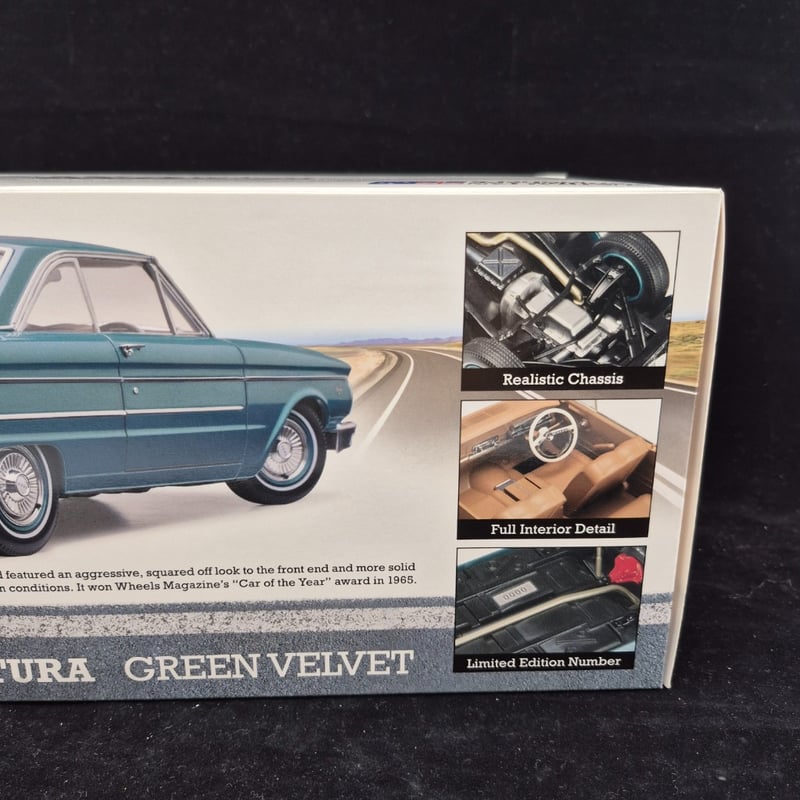 Realistic Chassis
Full Interior Detail
featured an aggressive, squared off look to the front end and more solid
conditions. It won Wheels Magazine's "Car of the Year" award in 1965.
0000
Limited Edition Number
TURA GREEN VELVET